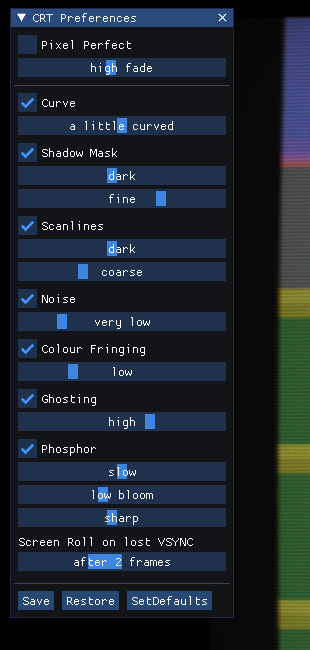 CRT Preferences
Pixel Perfect
high fade
Curve
a little curved
Shadow Mask
dark
fine
Scanlines
dark
coarse
Noise
very low
Colour Fringing
low
Ghosting
high
Phosphor
slow
low bloom
sharp
Screen Roll on lost VSYNC
after 2 frames
Save Restore SetDefaults